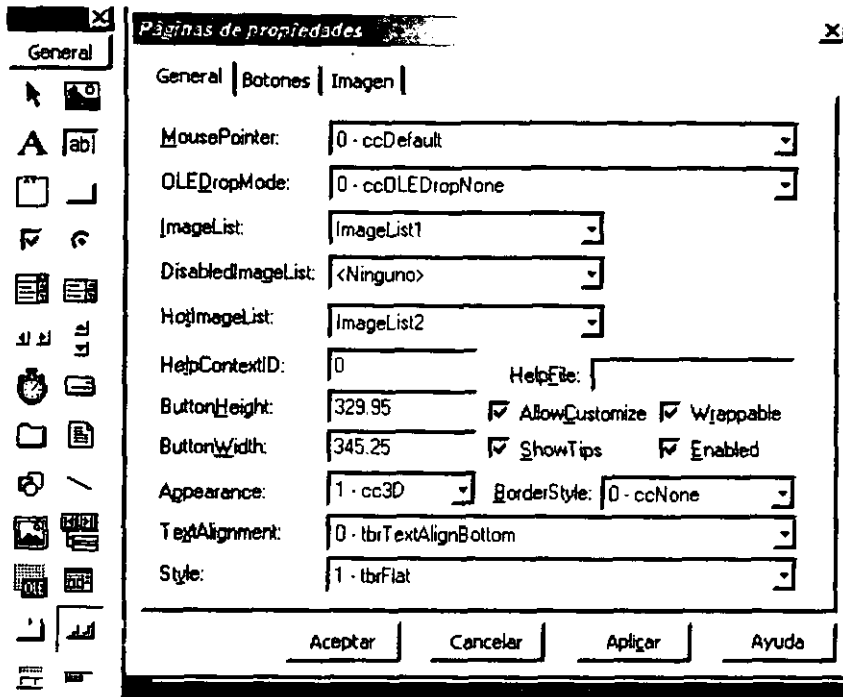 General
A
ab
Páginas de propiedades
General Botones Imagen
MousePointer: 0 - ccDefault
OLEDropMode: 0 - ccOLEDropNone
ImageList: ImageList1
DisabledImageList: <Ninguno>
HotImageList: ImageList2
HelpContextID: 0 HelpFile:
ButtonHeight: 329.95 AllowCustomize Wrappable
ButtonWidth: 345.25 ShowTips Enabled
Appearance: 1 - cc3D BorderStyle: 0 - ccNone
TextAlignment: 0 - tbrTextAlignBottom
Style: 1 - tbrFlat
Aceptar Cancelar Aplicar Ayuda